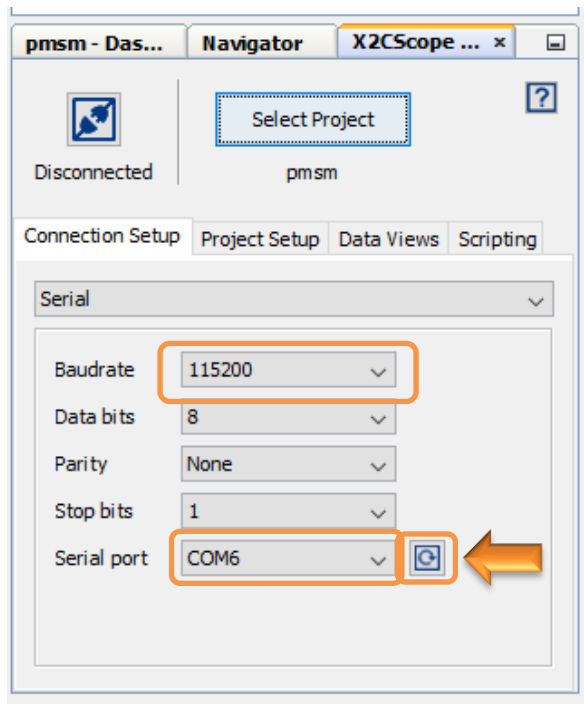 pmsm - Das... Navigator X2CScope ... ×
Select Project
?
Disconnected pmsm
Connection Setup Project Setup Data Views Scripting
Serial
Baudrate 115200
Data bits 8
Parity None
Stop bits 1
Serial port COM6